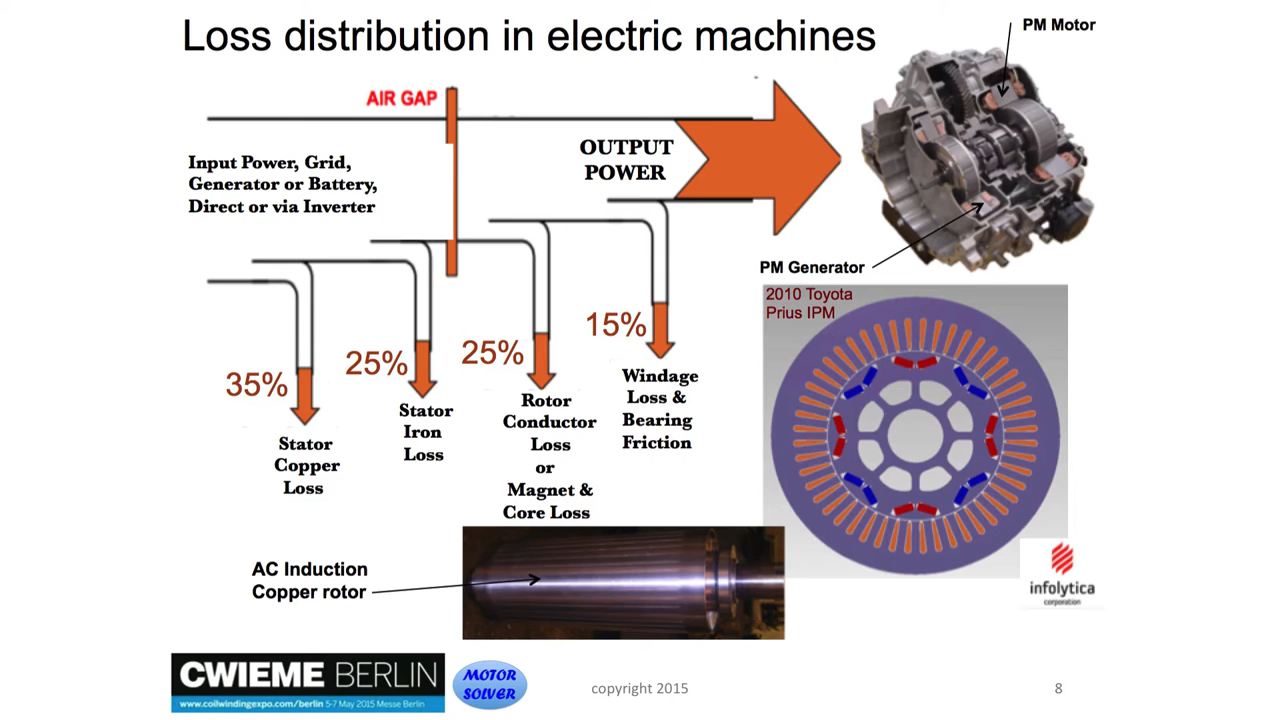 Loss distribution in electric machines
PM Motor
AIR GAP
Input Power, Grid,
Generator or Battery,
Direct or via Inverter
OUTPUT
POWER
PM Generator
2010 Toyota
Prius IPM
35%
25%
25%
15%
Stator
Copper
Loss
Stator
Iron
Loss
Rotor
Conductor
Loss
or
Magnet &
Core Loss
Windage
Loss &
Bearing
Friction
AC Induction
Copper rotor
infolytica
corporation
CWIEME BERLIN
www.coilwindingexpo.com/berlin 5-7 May 2015 Messe Berlin
MOTOR
SOLVER
copyright 2015
8